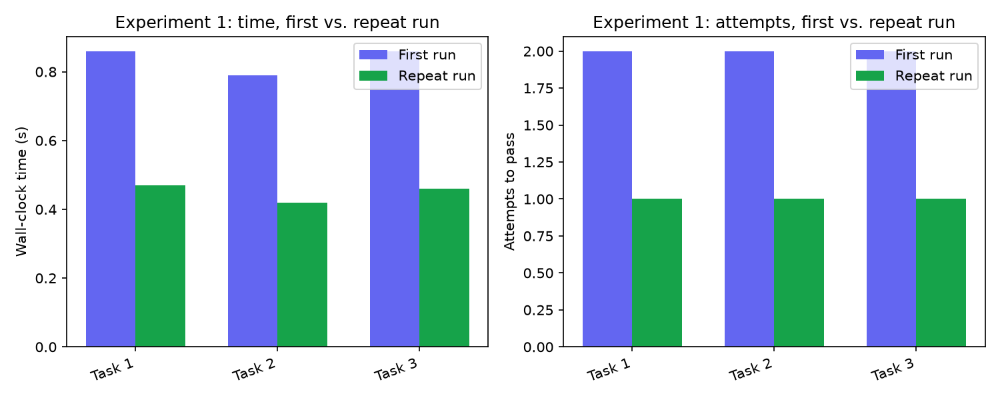 Experiment 1: time, first vs. repeat run
First run
Repeat run
Wall-clock time (s)
0.8
0.6
0.4
0.2
0.0
Task 1
Task 2
Task 3
Experiment 1: attempts, first vs. repeat run
First run
Repeat run
Attempts to pass
2.00
1.75
1.50
1.25
1.00
0.75
0.50
0.25
0.00
Task 1
Task 2
Task 3